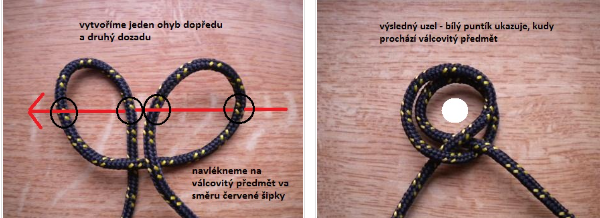 vytvoříme jeden ohyb dopředu
a druhý dozadu
navlékneme na
válcovitý předmět va
směru červené šipky
výsledný uzel - bílý puntík ukazuje, kudy
prochází válcovitý předmět